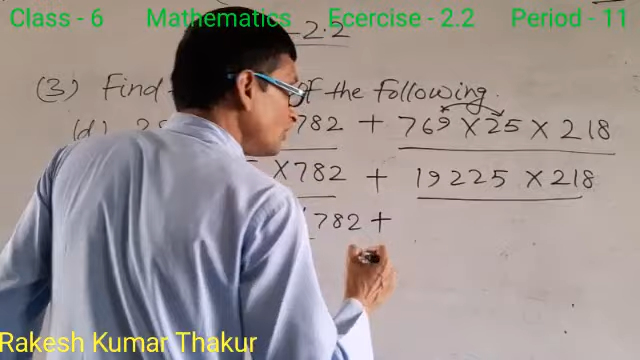 Class - 6 Mathematics Ecercise - 2.2 Period - 11
2.2
(3) Find of the following.
(d) 782 + 769 × 25 × 218
× 782 + 19225 × 218
782 +
Rakesh Kumar Thakur